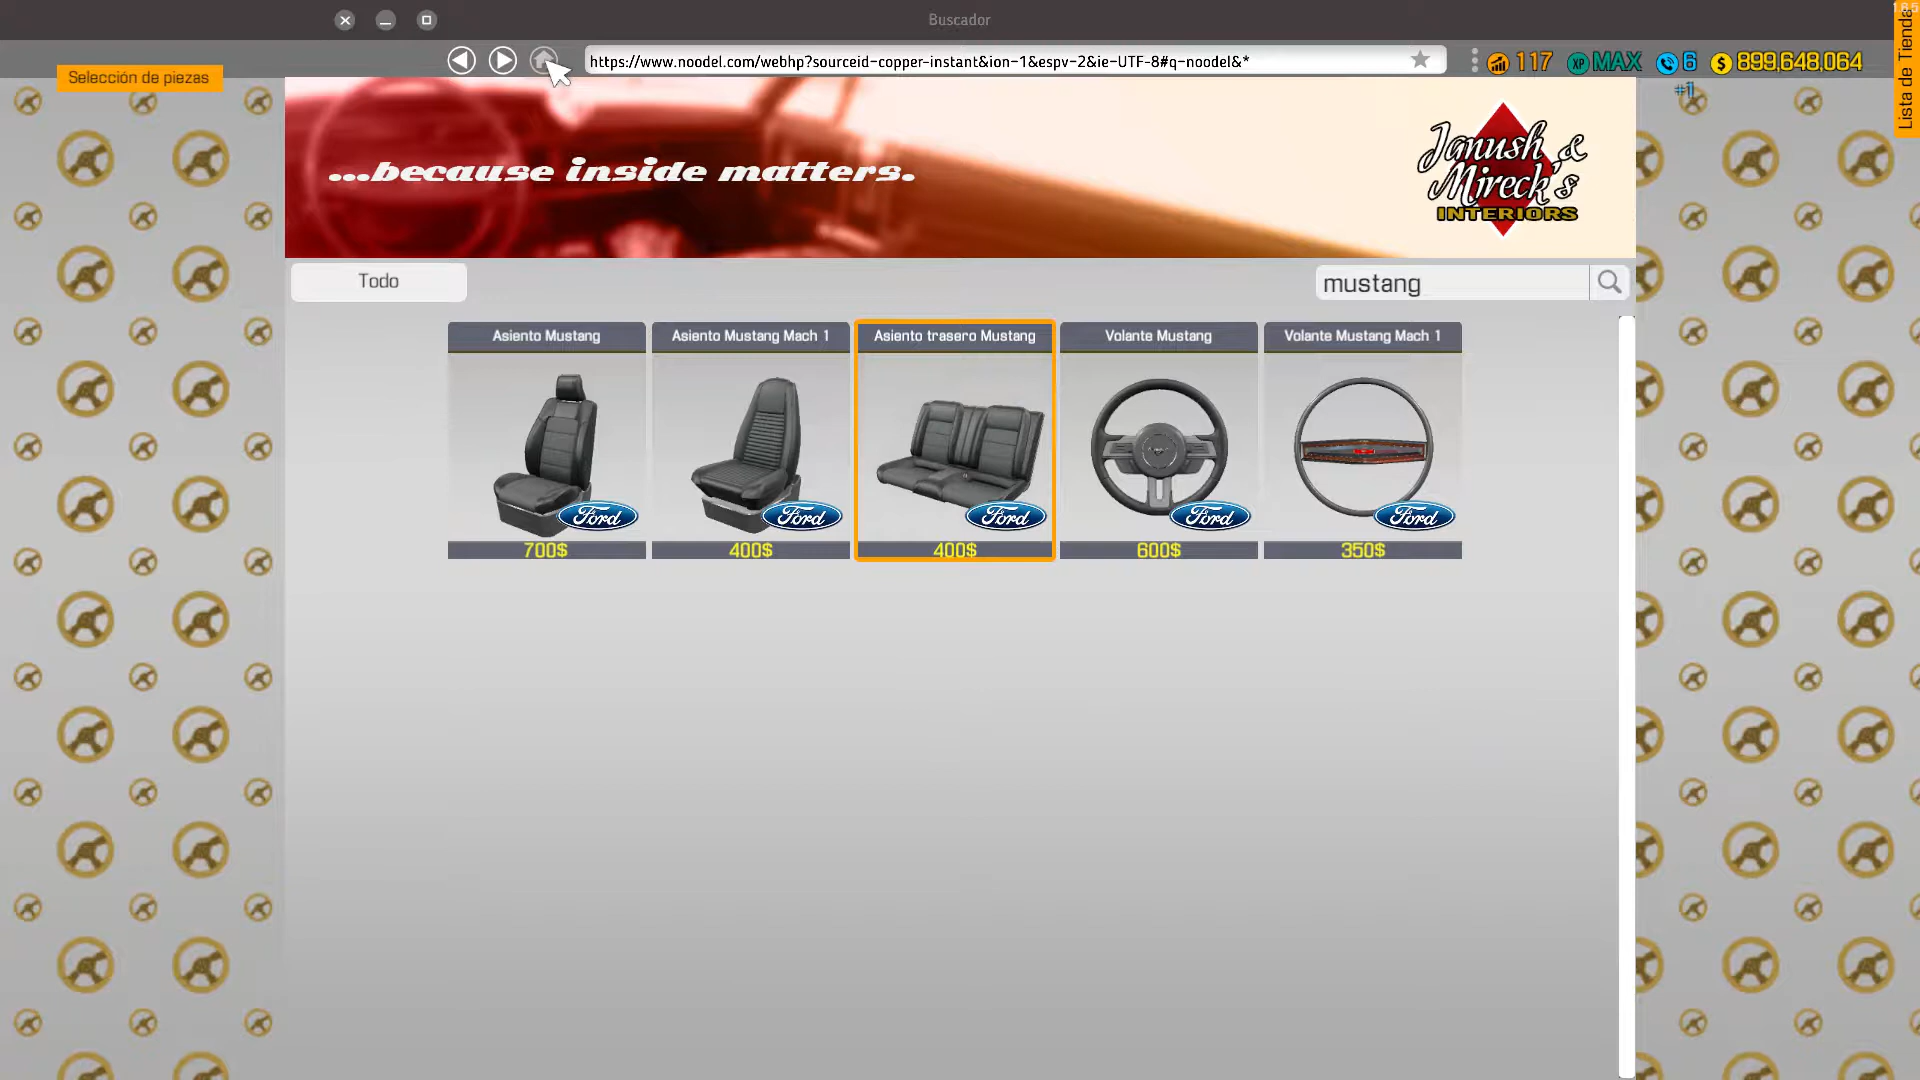 Buscador
https://www.noodel.com/webhp?sourceid-copper-instant&ion-1&espv-2&ie-UTF-8#q-noodel&*
XP
117
MAX
6
$
899,648,064
+1
Lista de Tienda
Selección de piezas
...because inside matters.
Janush &
Mireck's
INTERIORS
Todo
mustang
Asiento Mustang
Asiento Mustang Mach 1
Asiento trasero Mustang
Volante Mustang
Volante Mustang Mach 1
Ford
Ford
Ford
Ford
Ford
700$
400$
400$
600$
350$